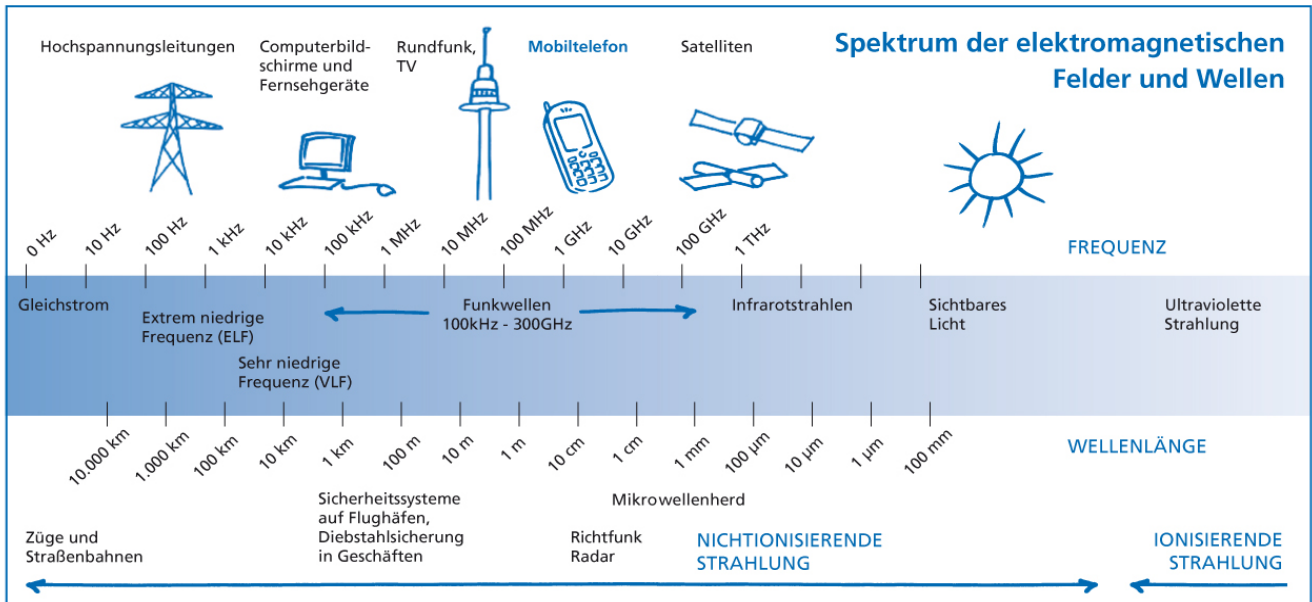 Spektrum der elektromagnetischen
Felder und Wellen
Hochspannungsleitungen
Computerbild-
schirme und
Fernsehgeräte
Rundfunk,
TV
Mobiltelefon
Satelliten
0 Hz
10 Hz
100 Hz
1 kHz
10 kHz
100 kHz
1 MHz
10 MHz
100 MHz
1 GHz
10 GHz
100 GHz
1 THz
FREQUENZ
Gleichstrom
Extrem niedrige
Frequenz (ELF)
Sehr niedrige
Frequenz (VLF)
Funkwellen
100kHz - 300GHz
Infrarotstrahlen
Sichtbares
Licht
Ultraviolette
Strahlung
10.000 km
1.000 km
100 km
10 km
1 km
100 m
10 m
1 m
10 cm
1 cm
1 mm
100 µm
10 µm
1 µm
100 mm
WELLENLÄNGE
Züge und
Straßenbahnen
Sicherheitssysteme
auf Flughäfen,
Diebstahlsicherung
in Geschäften
Mikrowellenherd
Richtfunk
Radar
NICHTIONISIERENDE
STRAHLUNG
IONISIERENDE
STRAHLUNG